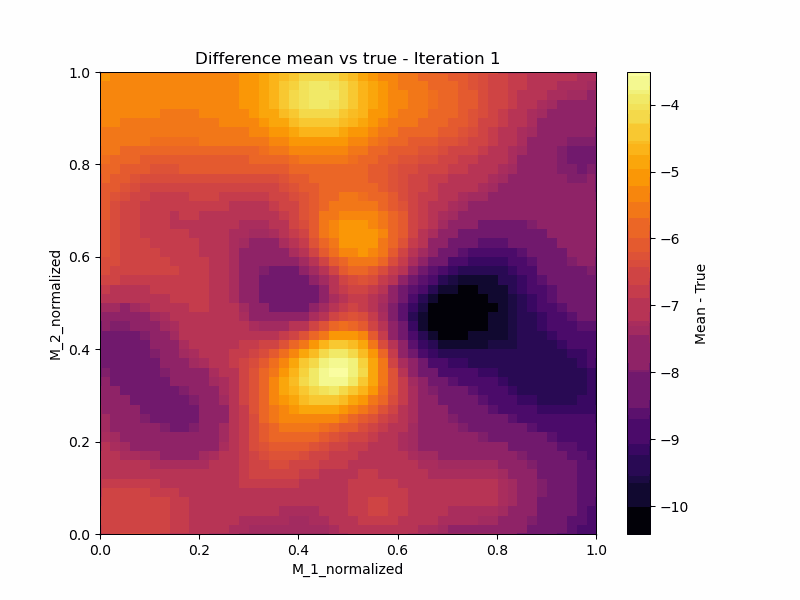 Difference mean vs true - Iteration 1
1.0
0.8
0.6
0.4
0.2
0.0
M_2_normalized
0.0 0.2 0.4 0.6 0.8 1.0
M_1_normalized
−4
−5
−6
−7
−8
−9
−10
Mean - True